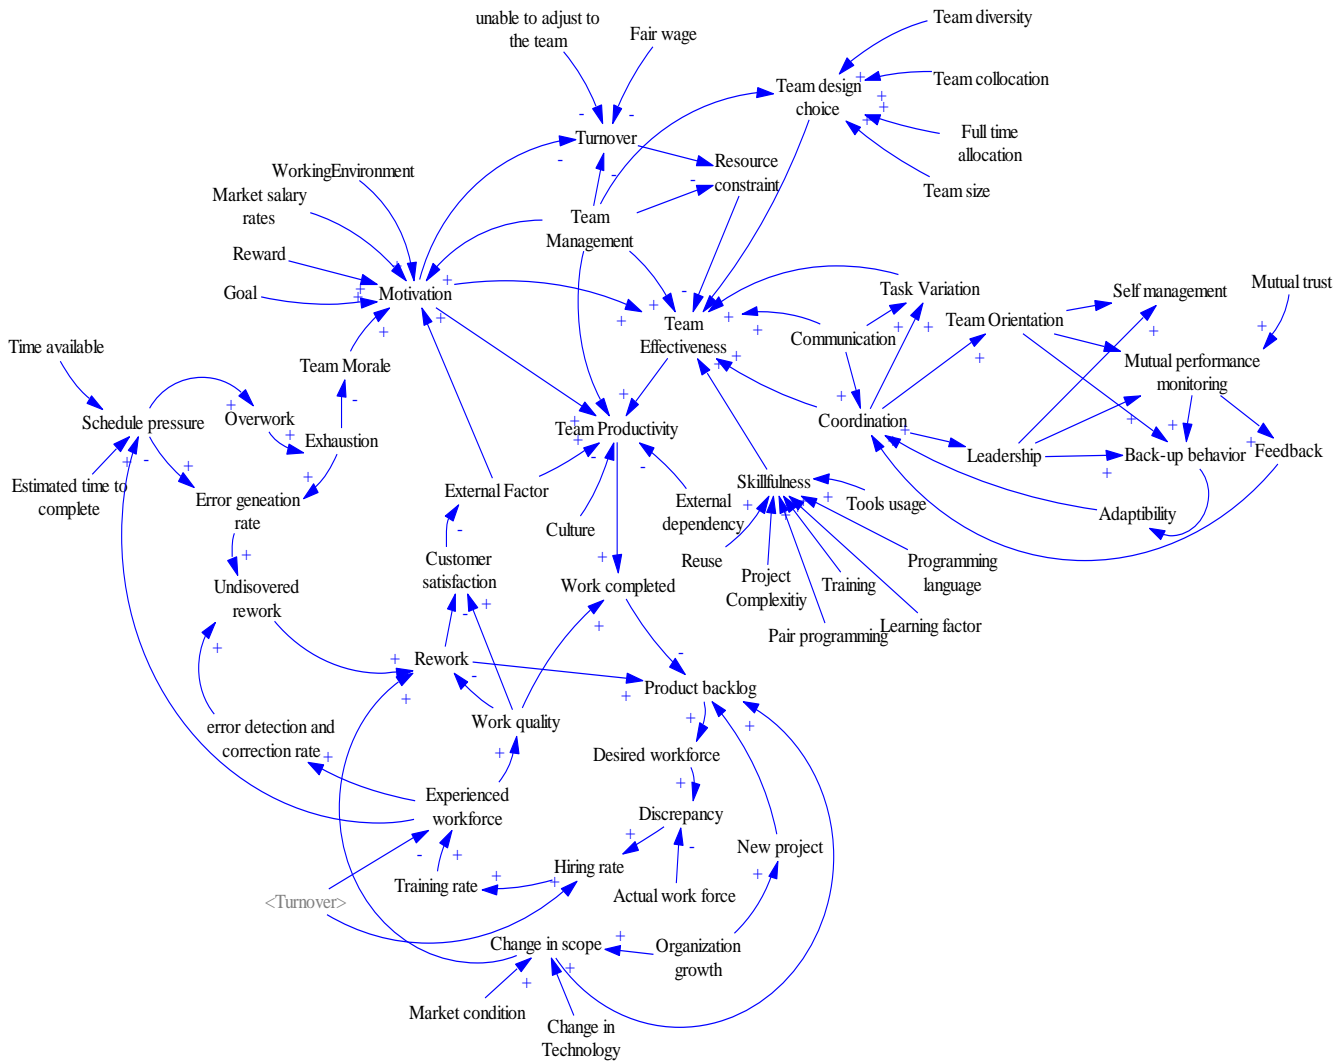 unable to adjust to
the team
Fair wage
Team diversity
Team collocation
Team design
choice
Full time
allocation
Team size
Turnover
Resource
constraint
WorkingEnvironment
Market salary
rates
Reward
Goal
Motivation
Team
Management
Team
Effectiveness
Task Variation
Communication
Team Orientation
Self management
Mutual trust
Mutual performance
monitoring
Time available
Team Morale
Schedule pressure
Overwork
Exhaustion
Team Productivity
Coordination
Leadership
Back-up behavior
Feedback
Estimated time to
complete
Error geneation
rate
External Factor
Culture
External
dependency
Skillfulness
Tools usage
Adaptibility
Reuse
Project
Complexitiy
Training
Programming
language
Pair programming
Learning factor
Undisovered
rework
Customer
satisfaction
Work completed
Rework
Product backlog
error detection and
correction rate
Work quality
Desired workforce
Experienced
workforce
Discrepancy
New project
Training rate
Hiring rate
Actual work force
<Turnover>
Change in scope
Organization
growth
Market condition
Change in
Technology